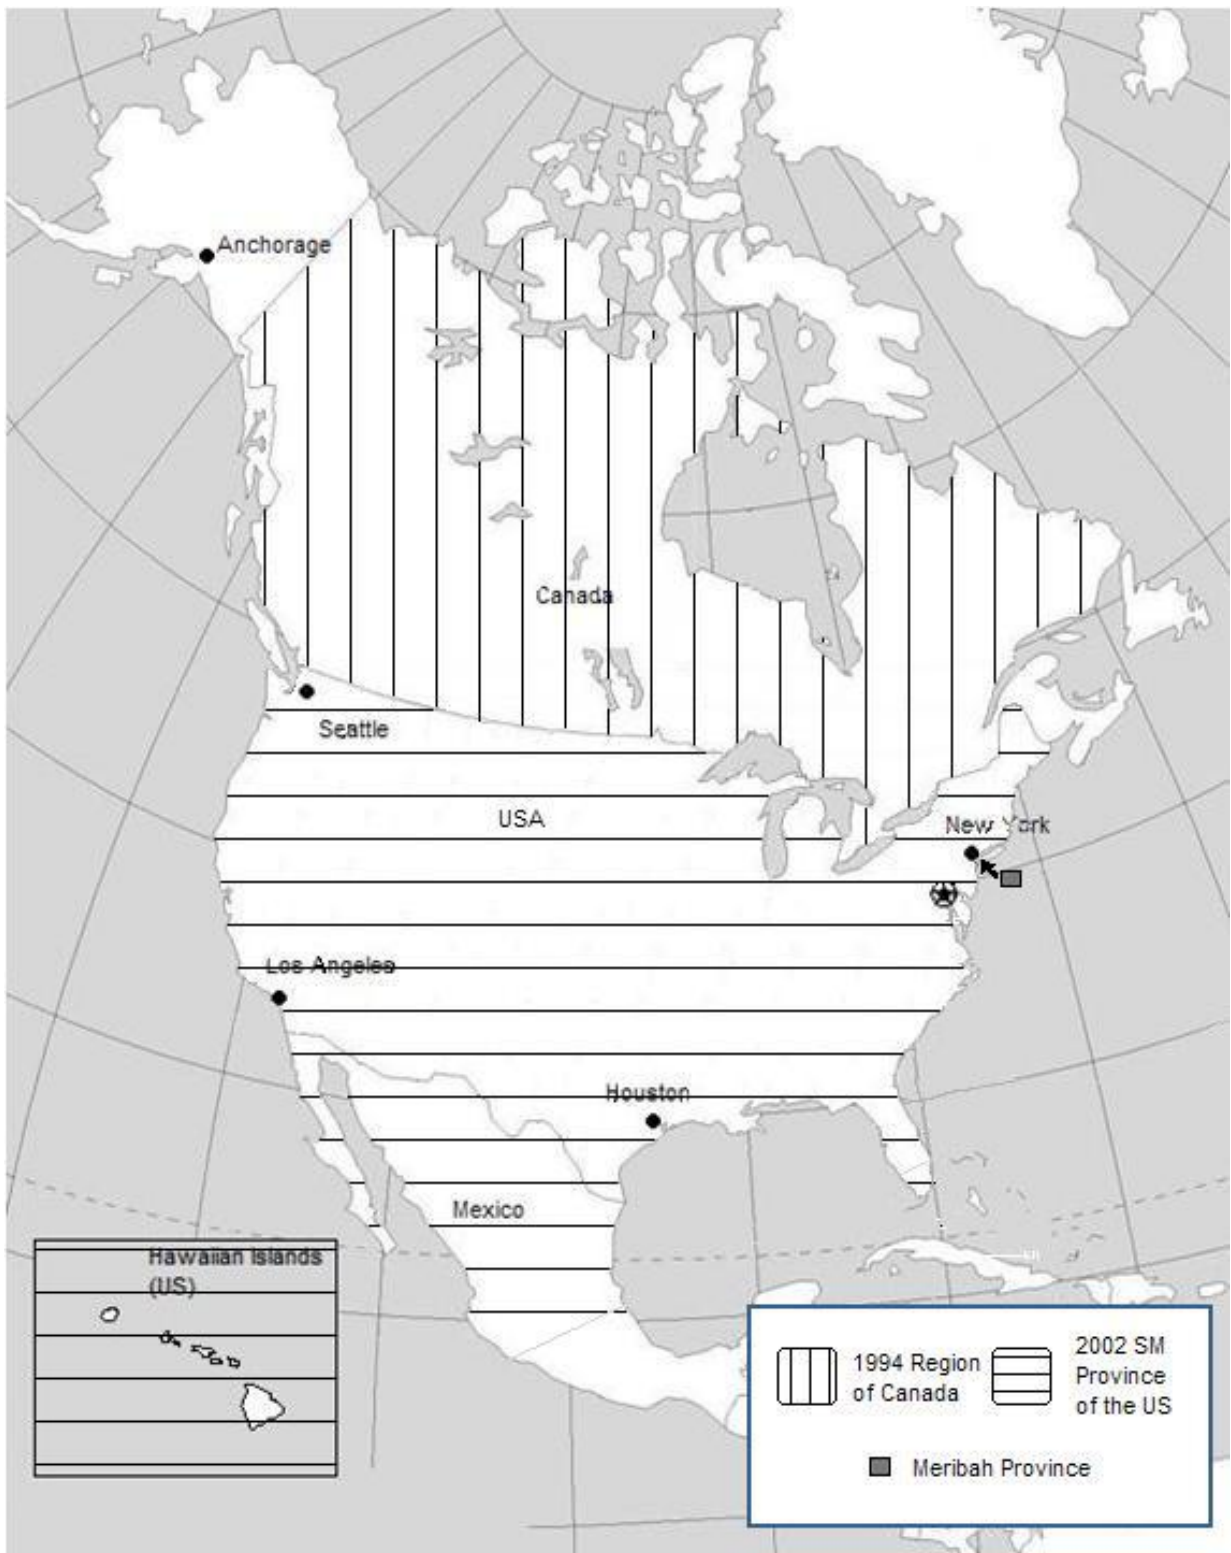 Anchorage
Canada
Seattle
USA
New York
Los Angeles
Houston
Mexico
Hawaiian Islands
(US)
1994 Region
of Canada
2002 SM
Province
of the US
Meribah Province